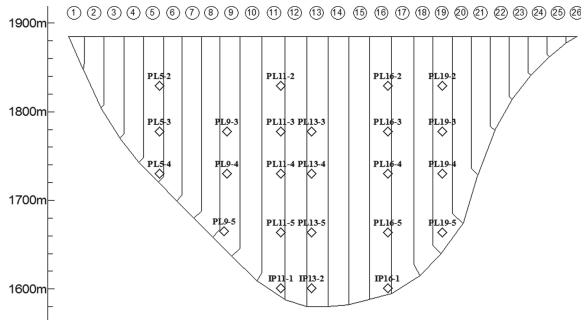 ① ② ③ ④ ⑤ ⑥ ⑦ ⑧ ⑨ ⑩ ⑪ ⑫ ⑬ ⑭ ⑮ ⑯ ⑰ ⑱ ⑲ ⑳ ㉑ ㉒ ㉓ ㉔ ㉕ ㉖
1900m
PL5-2 PL11-2 PL16-2 PL19-2
1800m
PL5-3 PL9-3 PL11-3 PL13-3 PL16-3 PL19-3
PL5-4 PL9-4 PL11-4 PL13-4 PL16-4 PL19-4
1700m
PL9-5 PL11-5 PL13-5 PL16-5 PL19-5
1600m
IP11-1 IP13-2 IP16-1